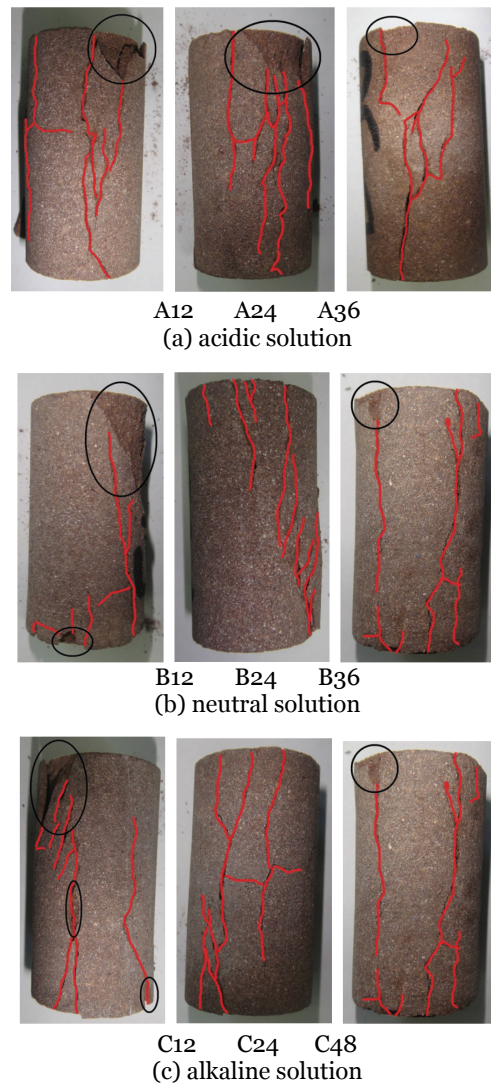 A12 A24 A36
(a) acidic solution
B12 B24 B36
(b) neutral solution
C12 C24 C48
(c) alkaline solution